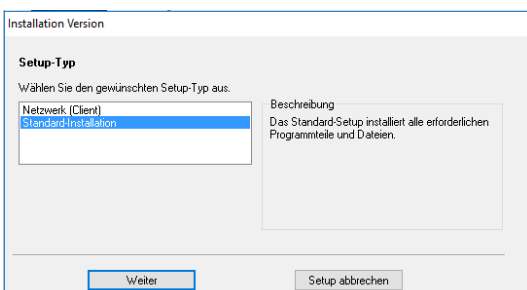 Installation Version
Setup-Typ
Wählen Sie den gewünschten Setup-Typ aus.
Netzwerk (Client)
Standard-Installation
Beschreibung
Das Standard-Setup installiert alle erforderlichen
Programmteile und Dateien.
Weiter
Setup abbrechen